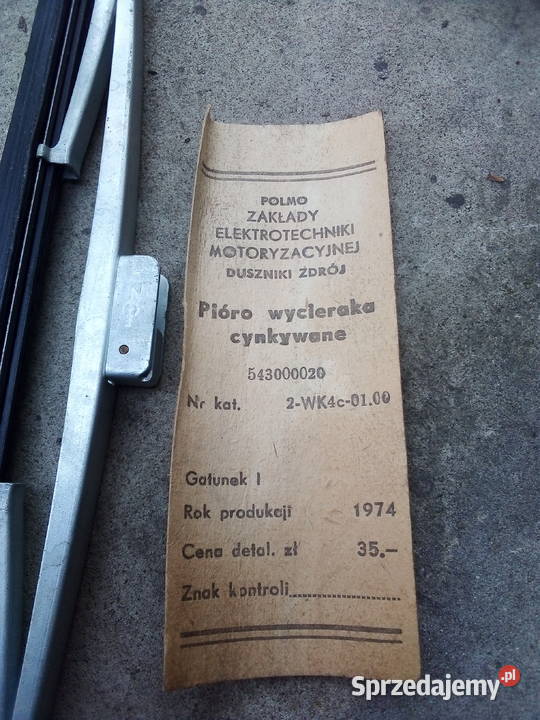 POLMO
ZAKŁADY
ELEKTROTECHNIKI
MOTORYZACYJNEJ
DUSZNIKI ZDRÓJ
Pióro wycieraka
cynkywane
543000020
Nr kat. 2-WK4c-01.00
Gatunek I
Rok produkcji 1974
Cena detal. zł 35.–
Znak kontroli
Sprzedajemy.pl